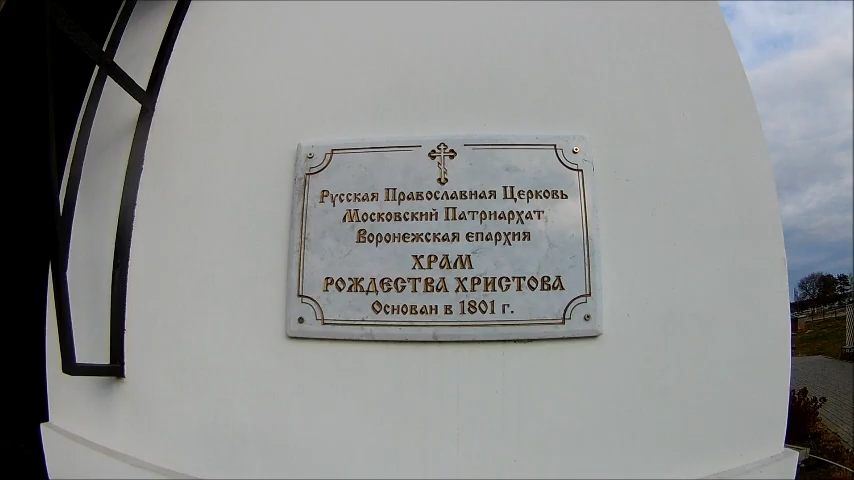 Русская Православная Церковь
Московский Патриархат
Воронежская епархия
ХРАМ
РОЖДЕСТВА ХРИСТОВА
Основан в 1801 г.